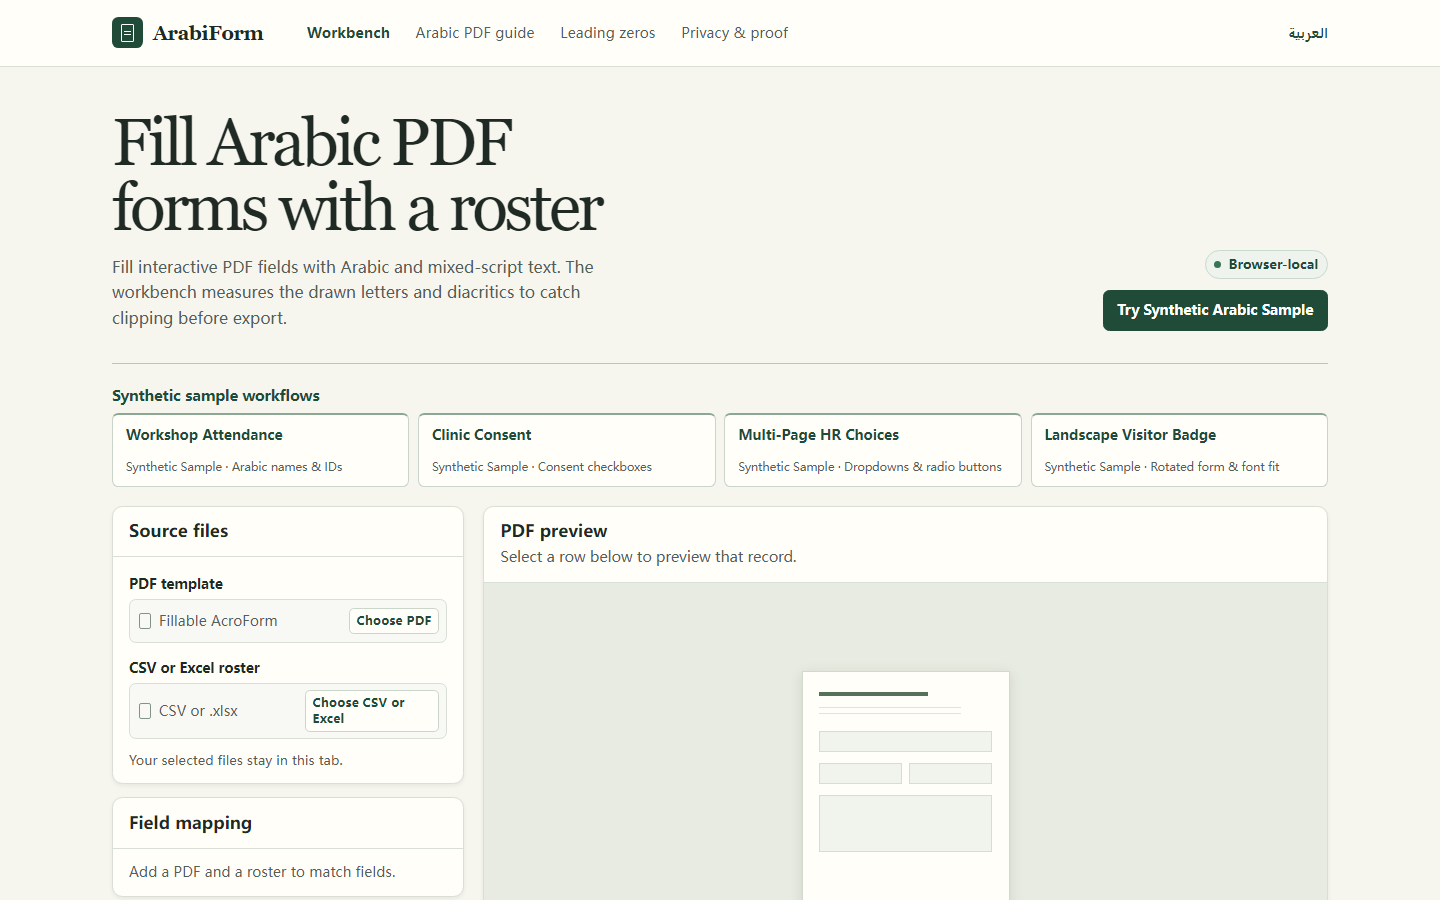 ArabiForm
Workbench
Arabic PDF guide
Leading zeros
Privacy & proof
العربية
Fill Arabic PDF
forms with a roster
Fill interactive PDF fields with Arabic and mixed-script text. The
workbench measures the drawn letters and diacritics to catch
clipping before export.
Browser-local
Try Synthetic Arabic Sample
Synthetic sample workflows
Workshop Attendance
Synthetic Sample · Arabic names & IDs
Clinic Consent
Synthetic Sample · Consent checkboxes
Multi-Page HR Choices
Synthetic Sample · Dropdowns & radio buttons
Landscape Visitor Badge
Synthetic Sample · Rotated form & font fit
Source files
PDF template
Fillable AcroForm
Choose PDF
CSV or Excel roster
CSV or .xlsx
Choose CSV or
Excel
Your selected files stay in this tab.
Field mapping
Add a PDF and a roster to match fields.
PDF preview
Select a row below to preview that record.